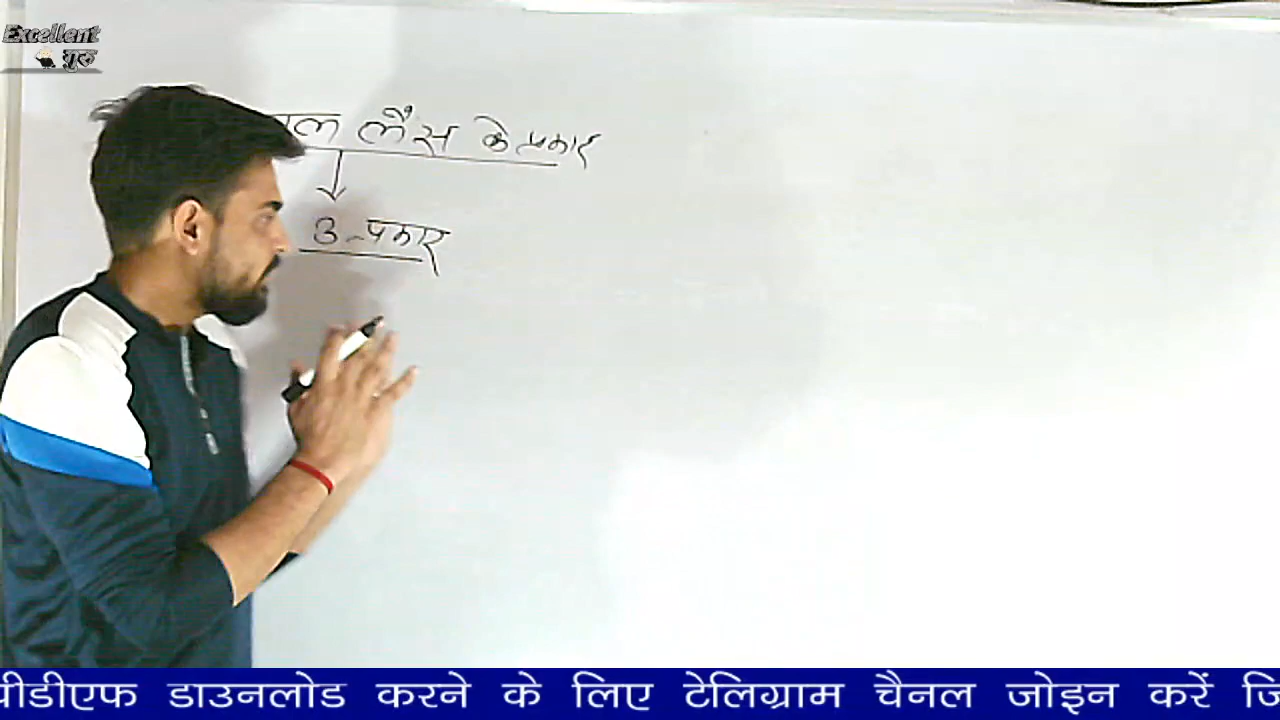 Excellent
गुरु
लैंस के प्रकार
3 - प्रकार
पीडीएफ डाउनलोड करने के लिए टेलिग्राम चैनल जोइन करें